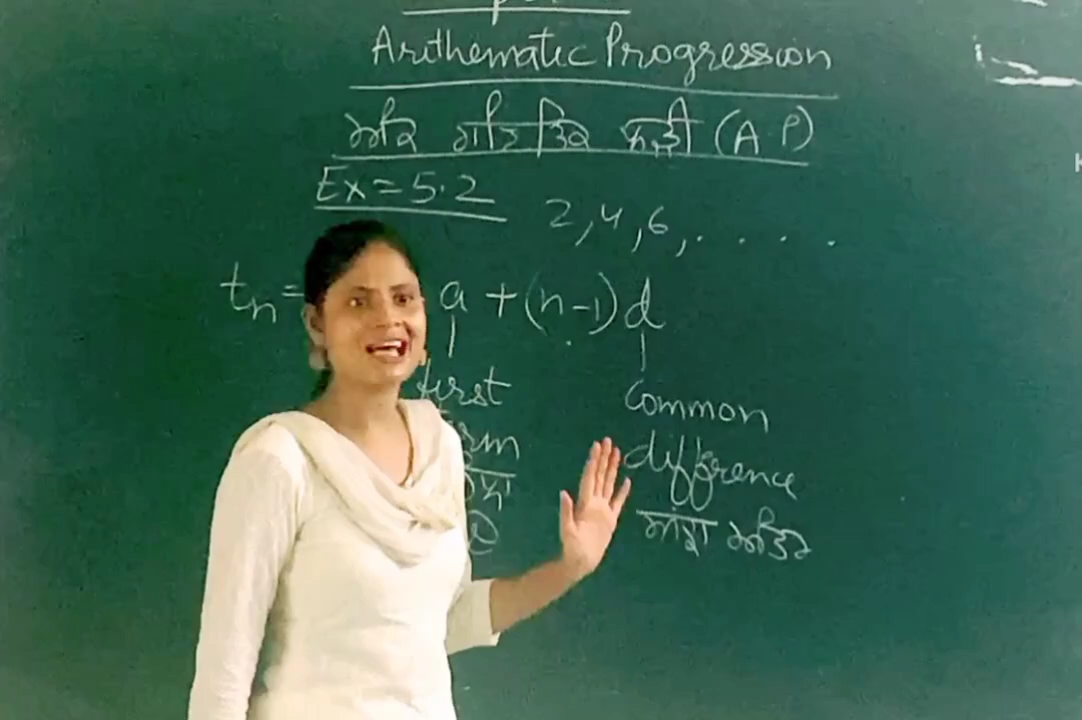 Arithematic Progression
ਅੰਕ ਗਣਿਤਿਕ ਲੜੀ (A.P)
Ex = 5.2
2, 4, 6, . . . . .
tn = a + (n-1) d
first
common
difference
ਸਾਂਝਾ ਅੰਤਰ